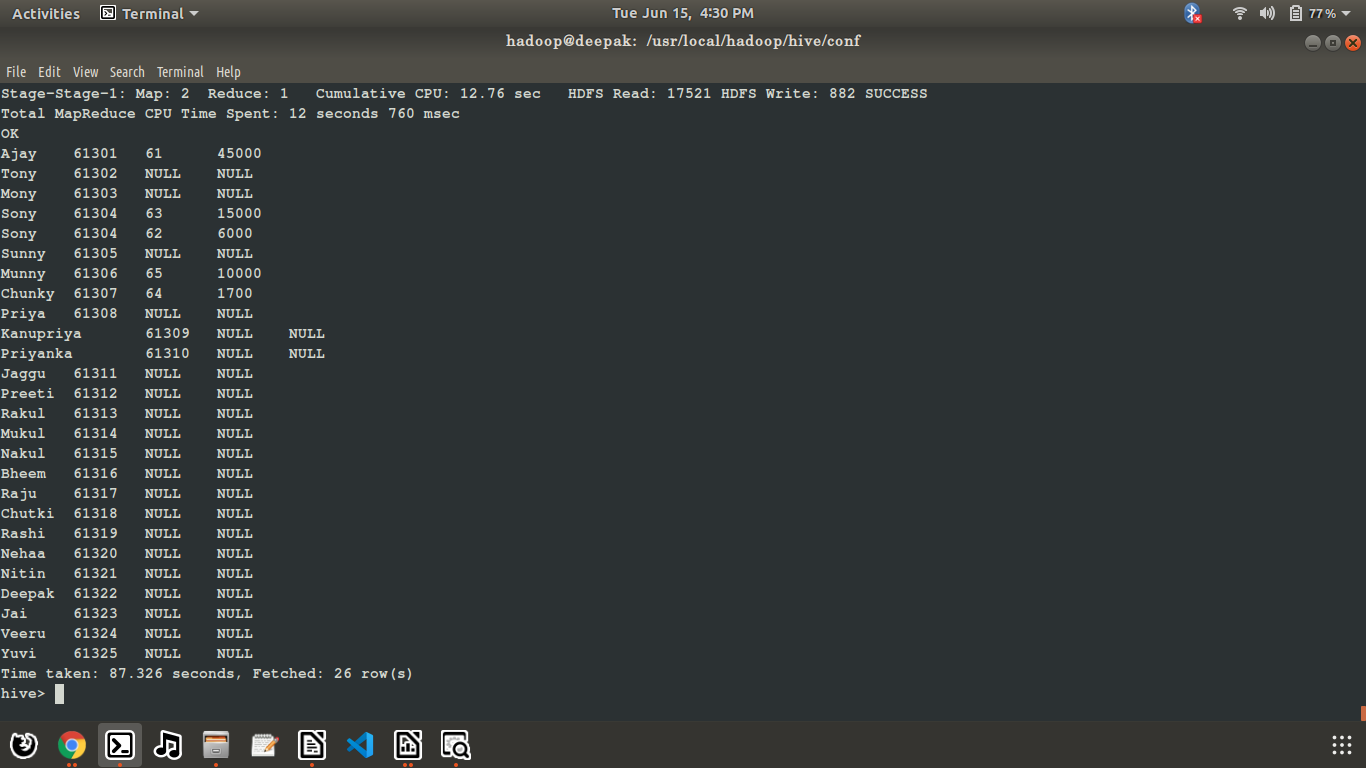 Activities Terminal Tue Jun 15, 4:30 PM 77%
hadoop@deepak: /usr/local/hadoop/hive/conf
File Edit View Search Terminal Help
Stage-Stage-1: Map: 2  Reduce: 1   Cumulative CPU: 12.76 sec   HDFS Read: 17521 HDFS Write: 882 SUCCESS
Total MapReduce CPU Time Spent: 12 seconds 760 msec
OK
Ajay    61301   61      45000
Tony    61302   NULL    NULL
Mony    61303   NULL    NULL
Sony    61304   63      15000
Sony    61304   62      6000
Sunny   61305   NULL    NULL
Munny   61306   65      10000
Chunky  61307   64      1700
Priya   61308   NULL    NULL
Kanupriya       61309   NULL    NULL
Priyanka        61310   NULL    NULL
Jaggu   61311   NULL    NULL
Preeti  61312   NULL    NULL
Rakul   61313   NULL    NULL
Mukul   61314   NULL    NULL
Nakul   61315   NULL    NULL
Bheem   61316   NULL    NULL
Raju    61317   NULL    NULL
Chutki  61318   NULL    NULL
Rashi   61319   NULL    NULL
Nehaa   61320   NULL    NULL
Nitin   61321   NULL    NULL
Deepak  61322   NULL    NULL
Jai     61323   NULL    NULL
Veeru   61324   NULL    NULL
Yuvi    61325   NULL    NULL
Time taken: 87.326 seconds, Fetched: 26 row(s)
hive>